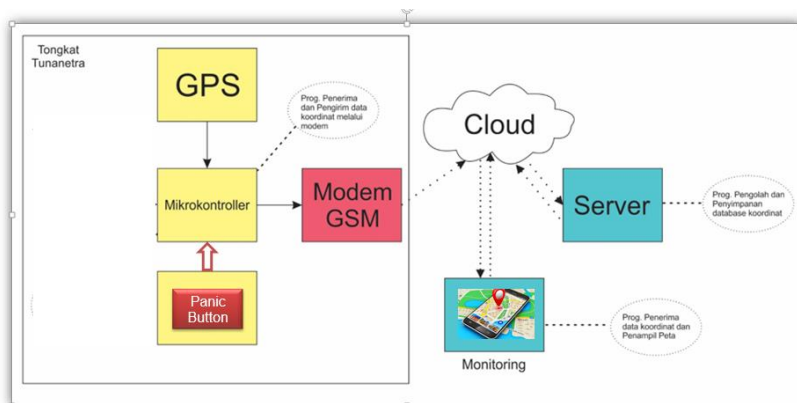 Tongkat
Tunanetra
GPS
Prog. Penerima
dan Pengirim data
koordinat melalui
modem
Cloud
Mikrokontroller
Modem
GSM
Server
Prog. Pengolah dan
Penyimpanan
database koordinat
Panic
Button
Prog. Penerima
data koordinat dan
Penampil Peta
Monitoring